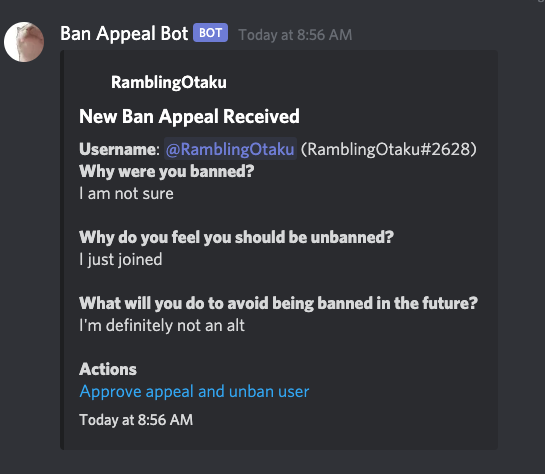 Ban Appeal Bot BOT Today at 8:56 AM
RamblingOtaku
New Ban Appeal Received
Username: @RamblingOtaku (RamblingOtaku#2628)
Why were you banned?
I am not sure
Why do you feel you should be unbanned?
I just joined
What will you do to avoid being banned in the future?
I'm definitely not an alt
Actions
Approve appeal and unban user
Today at 8:56 AM